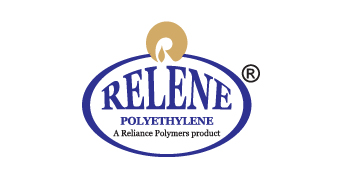 RELENE
®
POLYETHYLENE
A Reliance Polymers product